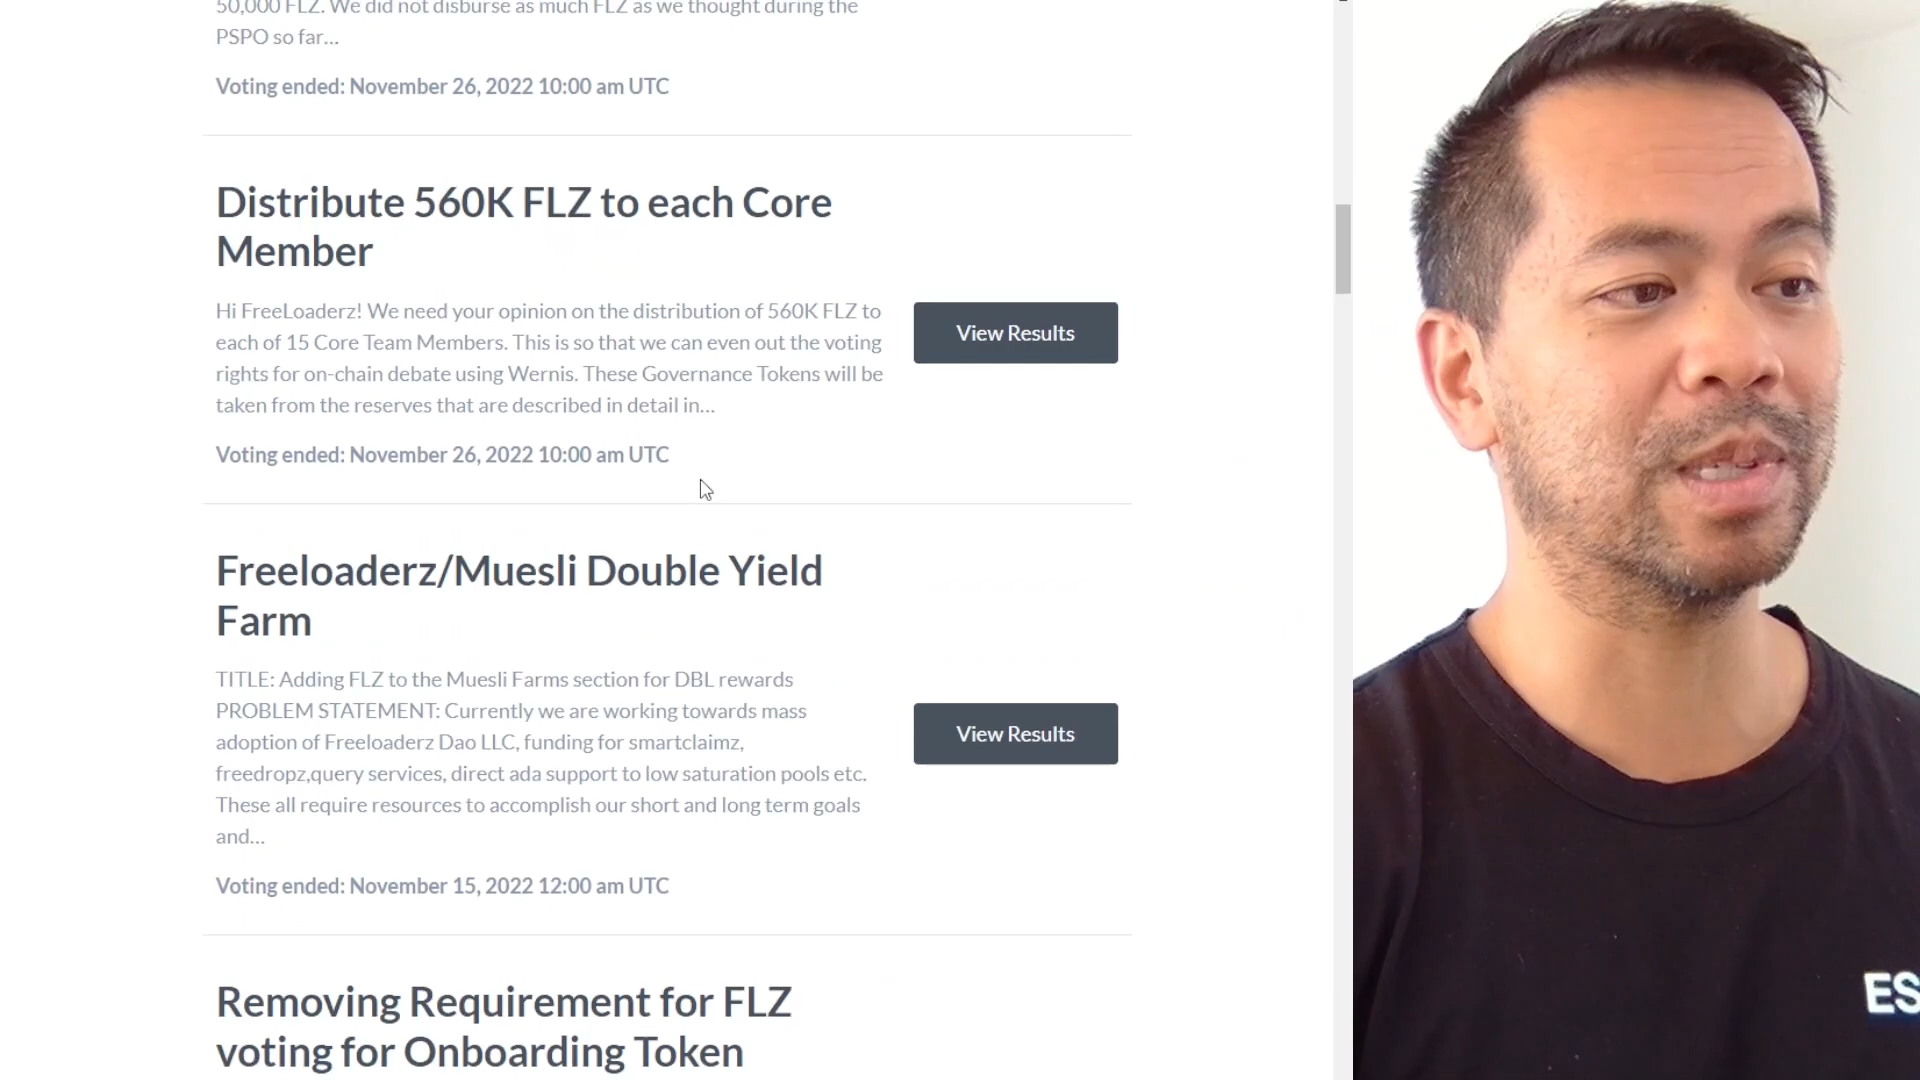 50,000 FLZ. We did not disburse as much FLZ as we thought during the
PSPO so far...
Voting ended: November 26, 2022 10:00 am UTC
Distribute 560K FLZ to each Core
Member
Hi FreeLoaderz! We need your opinion on the distribution of 560K FLZ to
each of 15 Core Team Members. This is so that we can even out the voting
rights for on-chain debate using Wernis. These Governance Tokens will be
taken from the reserves that are described in detail in...
View Results
Voting ended: November 26, 2022 10:00 am UTC
Freeloaderz/Muesli Double Yield
Farm
TITLE: Adding FLZ to the Muesli Farms section for DBL rewards
PROBLEM STATEMENT: Currently we are working towards mass
adoption of Freeloaderz Dao LLC, funding for smartclaimz,
freedropz,query services, direct ada support to low saturation pools etc.
These all require resources to accomplish our short and long term goals
and...
View Results
Voting ended: November 15, 2022 12:00 am UTC
Removing Requirement for FLZ
voting for Onboarding Token
ES